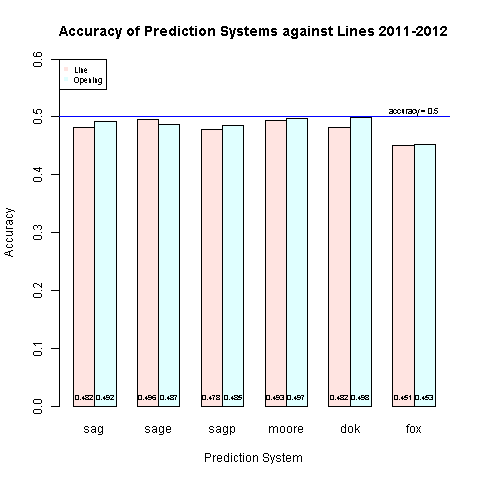 Accuracy of Prediction Systems against Lines 2011-2012
0.6
Line
Opening
accuracy = 0.5
0.5
0.4
0.3
0.2
0.1
0.0
Accuracy
0.482 0.492 0.496 0.487 0.478 0.485 0.493 0.497 0.482 0.498 0.451 0.453
sag sage sagp moore dok fox
Prediction System